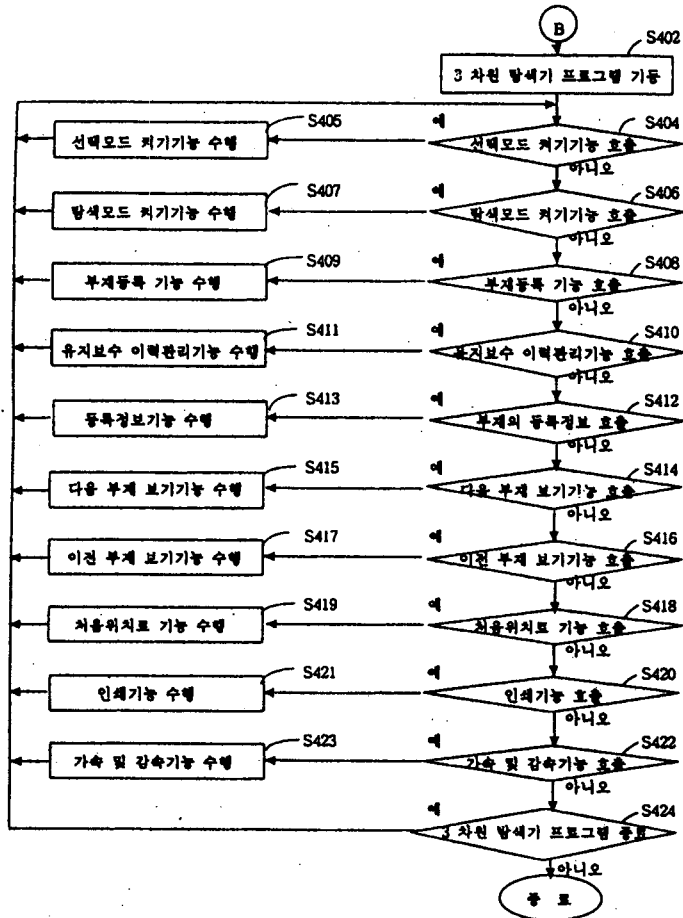 B
S402
3 차원 탐색기 프로그램 기동
S404
예
선택모드 켜기기능 호출
아니오
S405
선택모드 켜기기능 수행
S406
예
탐색모드 켜기기능 호출
아니오
S407
탐색모드 켜기기능 수행
S408
예
부재등록 기능 호출
아니오
S409
부재등록 기능 수행
S410
예
유지보수 이력관리기능 호출
아니오
S411
유지보수 이력관리기능 수행
S412
예
부재의 등록정보 호출
아니오
S413
등록정보기능 수행
S414
예
다음 부재 보기기능 호출
아니오
S415
다음 부재 보기기능 수행
S416
예
이전 부재 보기기능 호출
아니오
S417
이전 부재 보기기능 수행
S418
예
처음위치로 기능 호출
아니오
S419
처음위치로 기능 수행
S420
예
인쇄기능 호출
아니오
S421
인쇄기능 수행
S422
예
가속 및 감속기능 호출
아니오
S423
가속 및 감속기능 수행
S424
예
3 차원 탐색기 프로그램 종료
아니오
종 료